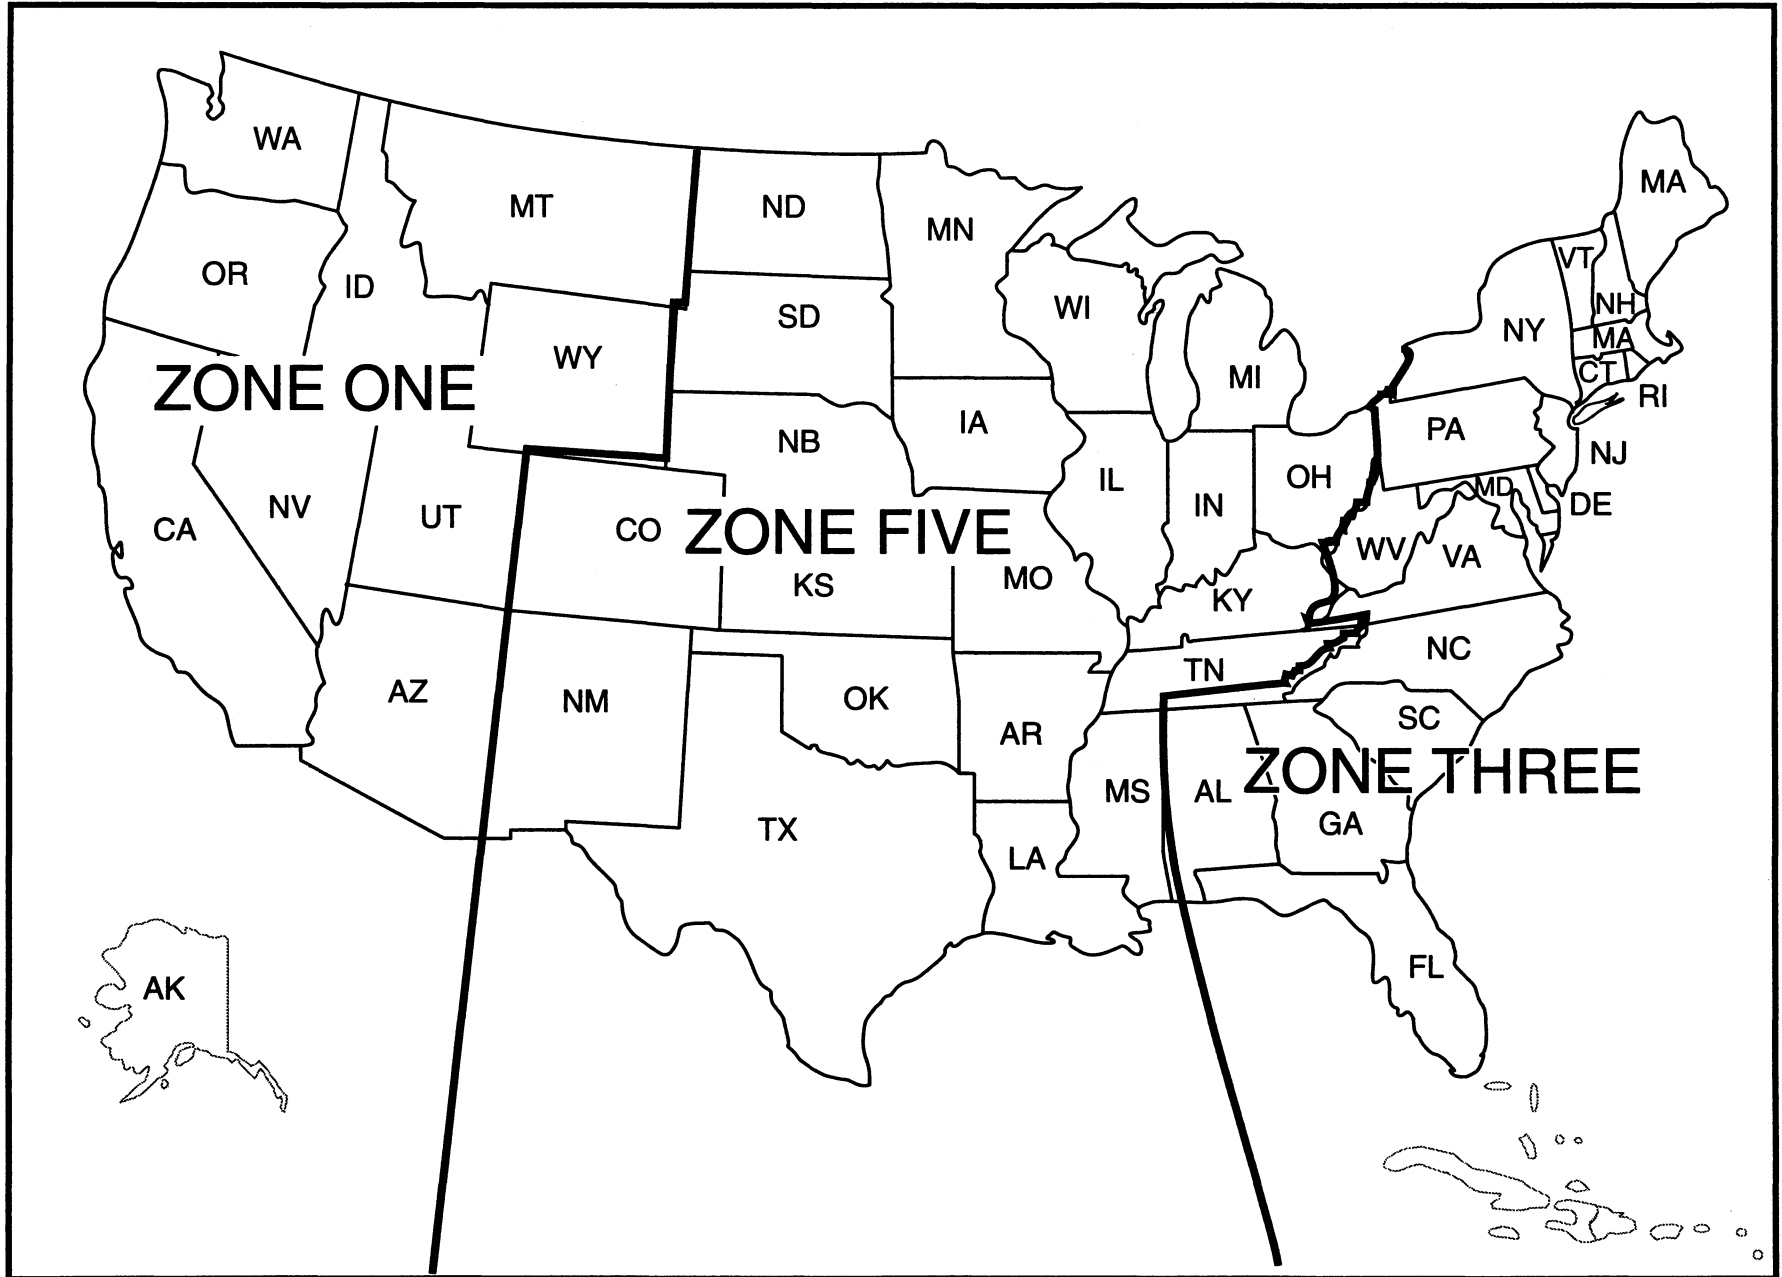 WA
MT
ND
MN
MA
OR
ID
SD
WI
VT
NH
NY
MA
WY
MI
CT
RI
ZONE ONE
NB
IA
PA
NJ
IL
OH
IN
MD
DE
CA
NV
UT
CO
ZONE FIVE
WV
VA
KS
MO
KY
TN
NC
AZ
NM
OK
AR
SC
ZONE THREE
MS
AL
GA
TX
LA
FL
AK